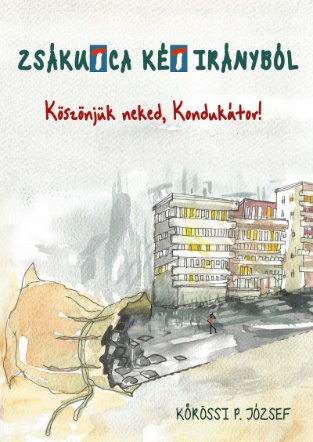 ZSÁKUTCA KÉT IRÁNYBÓL
Köszönjük neked, Kondukátor!
KŐRÖSSI P. JÓZSEF